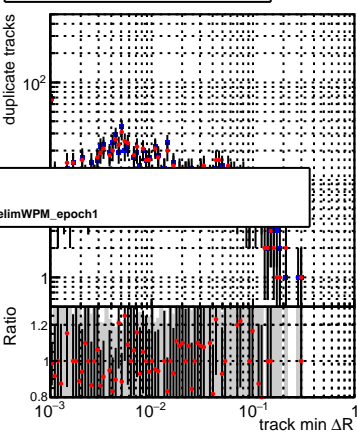 duplicate tracks
10²
elimWPM_epoch1
1
Ratio
1.2
1
0.8
10⁻³ 10⁻² 10⁻¹ 1
track min ΔR